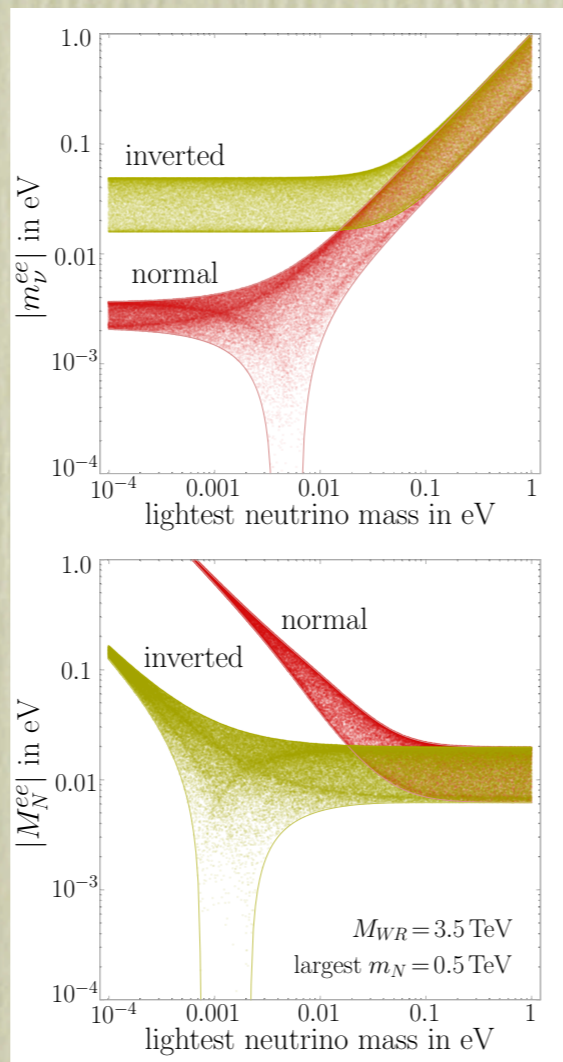 1.0
0.1
0.01
10⁻³
10⁻⁴
|m_ν^{ee}| in eV
inverted
normal
10⁻⁴ 0.001 0.01 0.1 1
lightest neutrino mass in eV
1.0
0.1
0.01
10⁻³
10⁻⁴
|M_N^{ee}| in eV
normal
inverted
M_{WR} = 3.5 TeV
largest m_N = 0.5 TeV
10⁻⁴ 0.001 0.01 0.1 1
lightest neutrino mass in eV